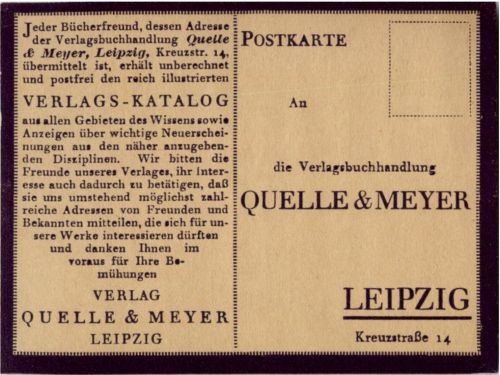 Jeder Bücherfreund, dessen Adresse
der Verlagsbuchhandlung Quelle
& Meyer, Leipzig, Kreuzstr. 14,
übermittelt ist, erhält unberechnet
und postfrei den reich illustrierten
VERLAGS-KATALOG
aus allen Gebieten des Wissens sowie
Anzeigen über wichtige Neuerschei-
nungen aus den näher anzugeben-
den Disziplinen. Wir bitten die
Freunde unseres Verlages, ihr Inter-
esse auch dadurch zu betätigen, daß
sie uns umstehend möglichst zahl-
reiche Adressen von Freunden und
Bekannten mitteilen, die sich für un-
sere Werke interessieren dürften
und danken Ihnen im
voraus für Ihre Be-
mühungen
VERLAG
QUELLE & MEYER
LEIPZIG
POSTKARTE
An
die Verlagsbuchhandlung
QUELLE & MEYER
LEIPZIG
Kreuzstraße 14